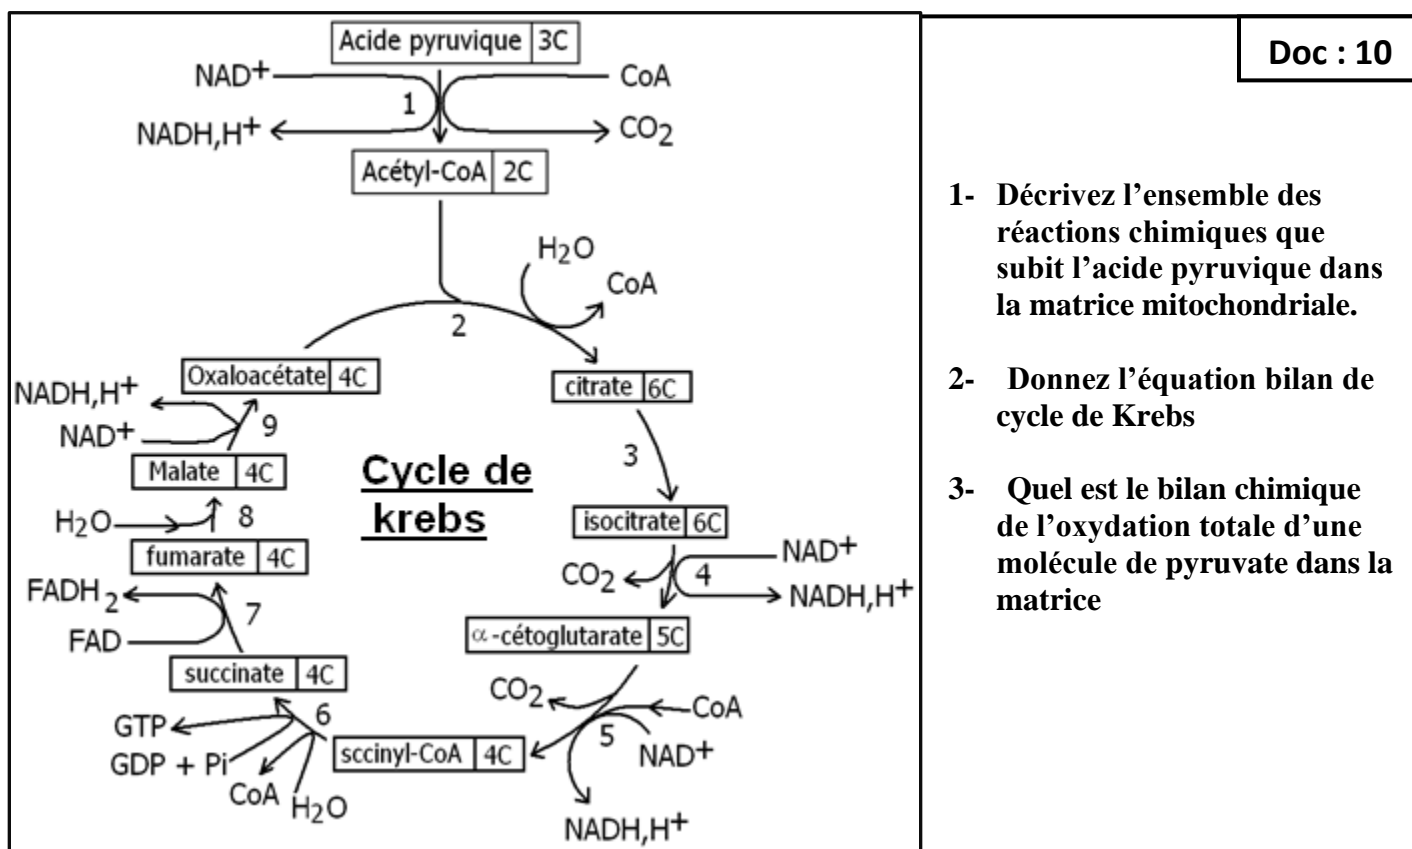 Doc : 10
Acide pyruvique 3C
NAD+ CoA
1
NADH,H+ CO2
Acétyl-CoA 2C
H2O
CoA
2
Oxaloacétate 4C
citrate 6C
NADH,H+
NAD+
9
3
Malate 4C
Cycle de
krebs
H2O
8
isocitrate 6C
fumarate 4C
NAD+
CO2
4
NADH,H+
FADH2
7
FAD
α-cétoglutarate 5C
succinate 4C
CO2
CoA
6
5
GTP
NAD+
GDP + Pi
sccinyl-CoA 4C
CoA
H2O
NADH,H+
1- Décrivez l’ensemble des
réactions chimiques que
subit l’acide pyruvique dans
la matrice mitochondriale.
2- Donnez l’équation bilan de
cycle de Krebs
3- Quel est le bilan chimique
de l’oxydation totale d’une
molécule de pyruvate dans la
matrice